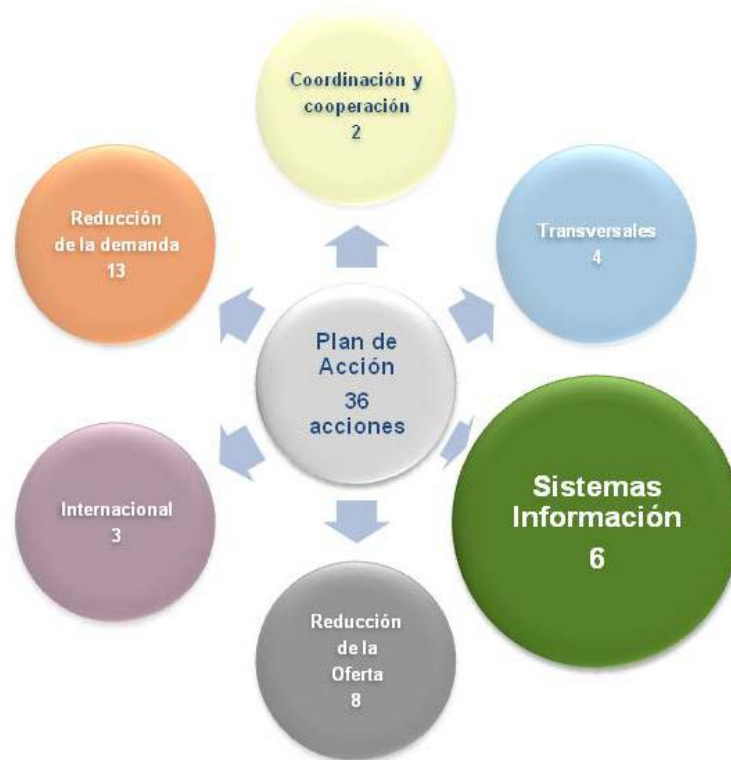 Coordinación y
cooperación
2
Transversales
4
Sistemas
Información
6
Reducción
de la
Oferta
8
Internacional
3
Reducción
de la demanda
13
Plan de
Acción
36
acciones